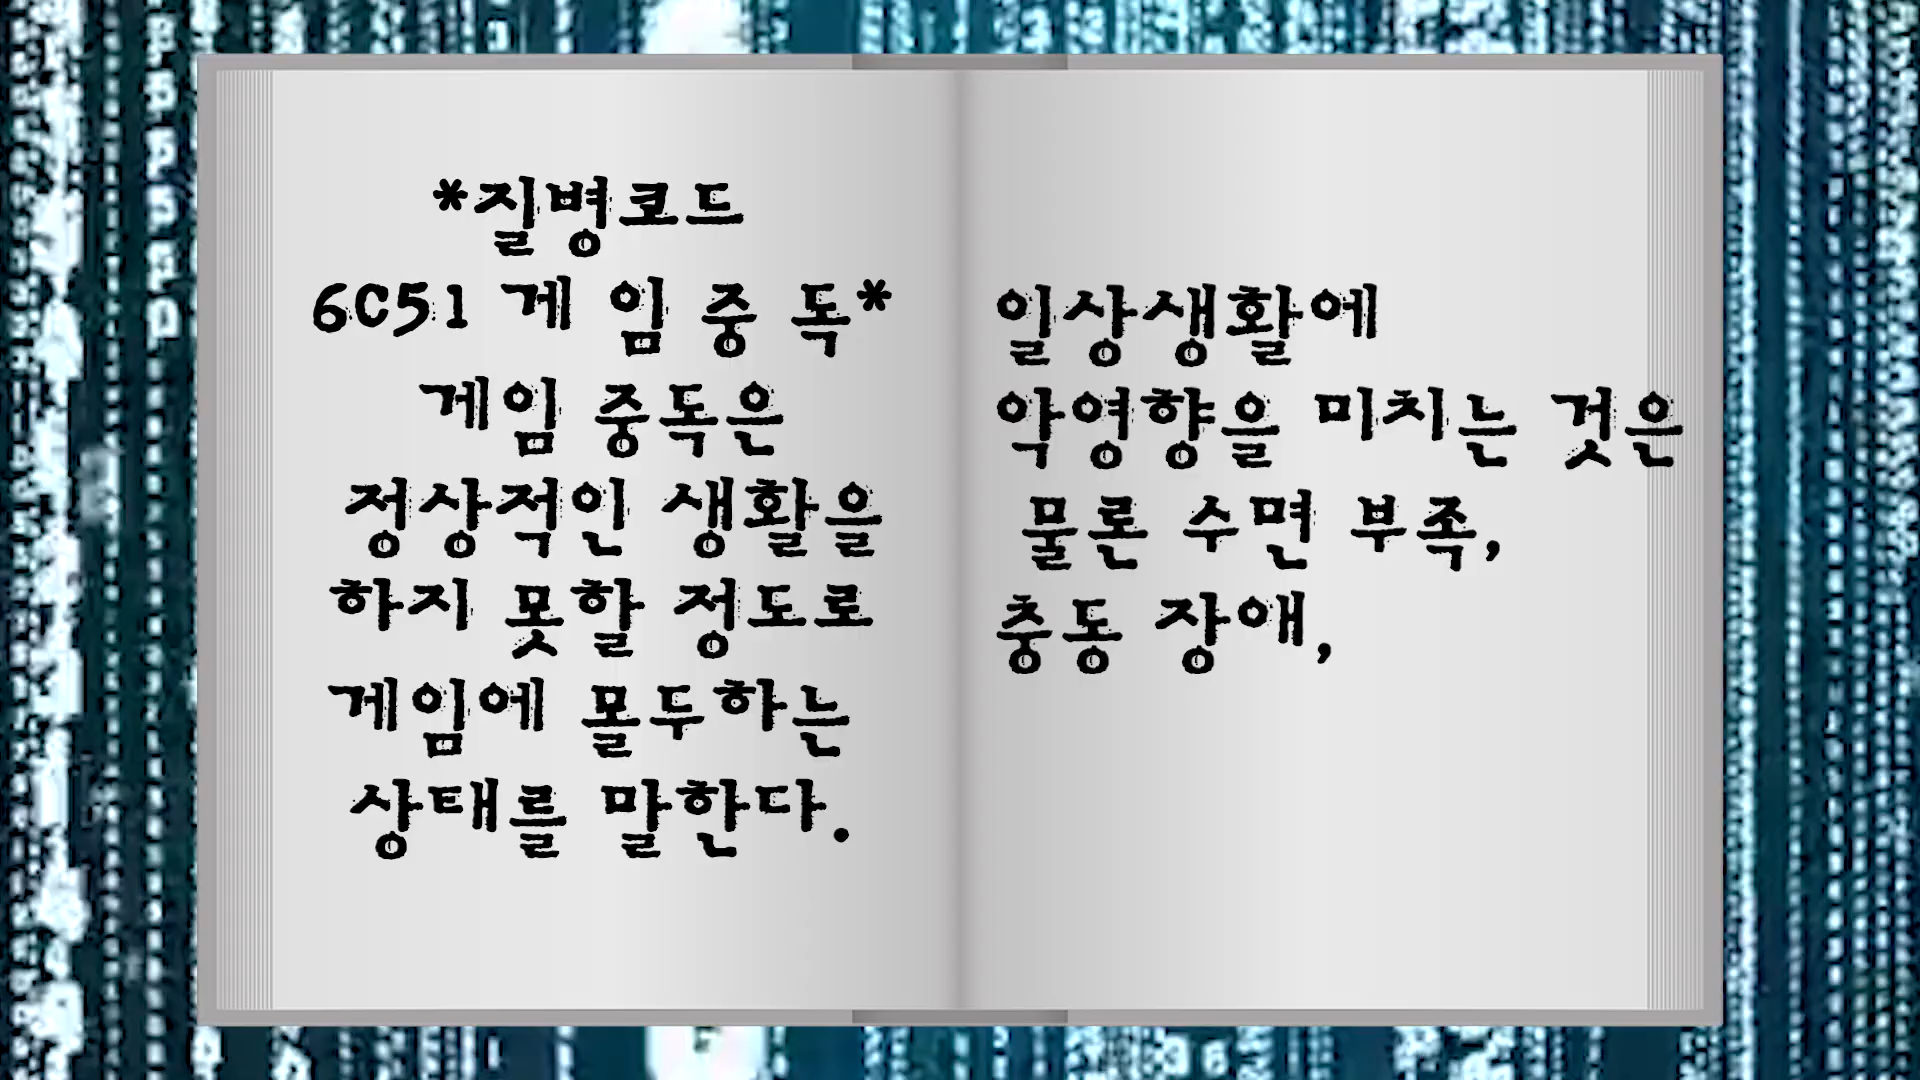 *질병코드
6C51 게 임 중 독*
게임 중독은
정상적인 생활을
하지 못할 정도로
게임에 몰두하는
상태를 말한다.
일상생활에
악영향을 미치는 것은
물론 수면 부족,
충동 장애,